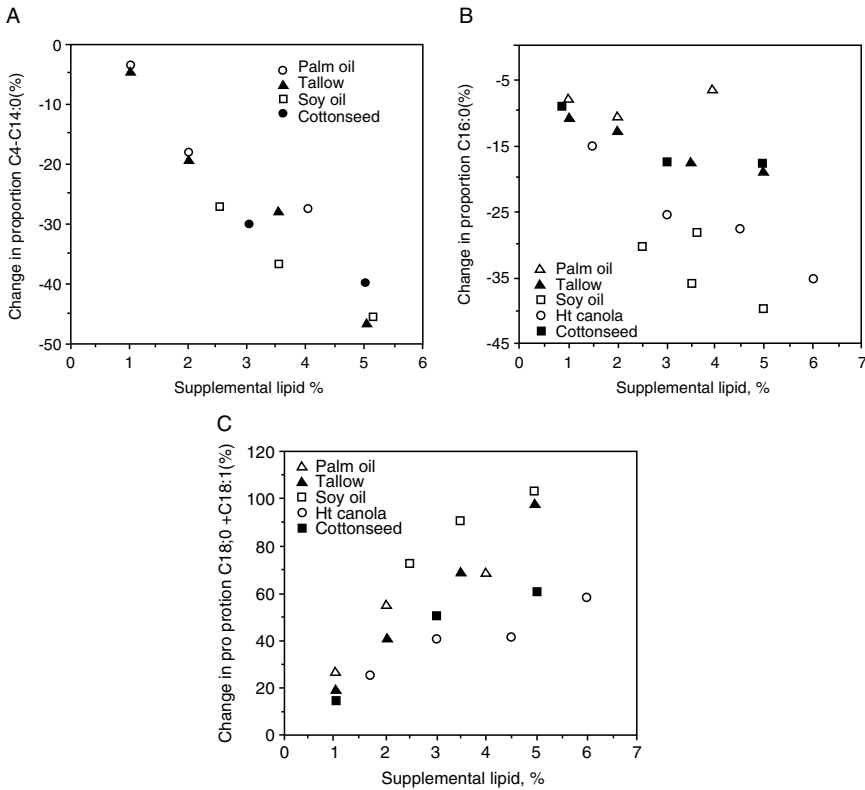 A
Change in proportion C4-C14:0(%)
0
-10
-20
-30
-40
-50
Palm oil
Tallow
Soy oil
Cottonseed
0 1 2 3 4 5 6
Supplemental lipid %
B
Change in proportion C16:0(%)
-5
-15
-25
-35
-45
Palm oil
Tallow
Soy oil
Ht canola
Cottonseed
0 1 2 3 4 5 6 7
Supplemental lipid, %
C
Change in pro protion C18;0 +C18:1(%)
120
100
80
60
40
20
0
Palm oil
Tallow
Soy oil
Ht canola
Cottonseed
0 1 2 3 4 5 6 7
Supplemental lipid, %